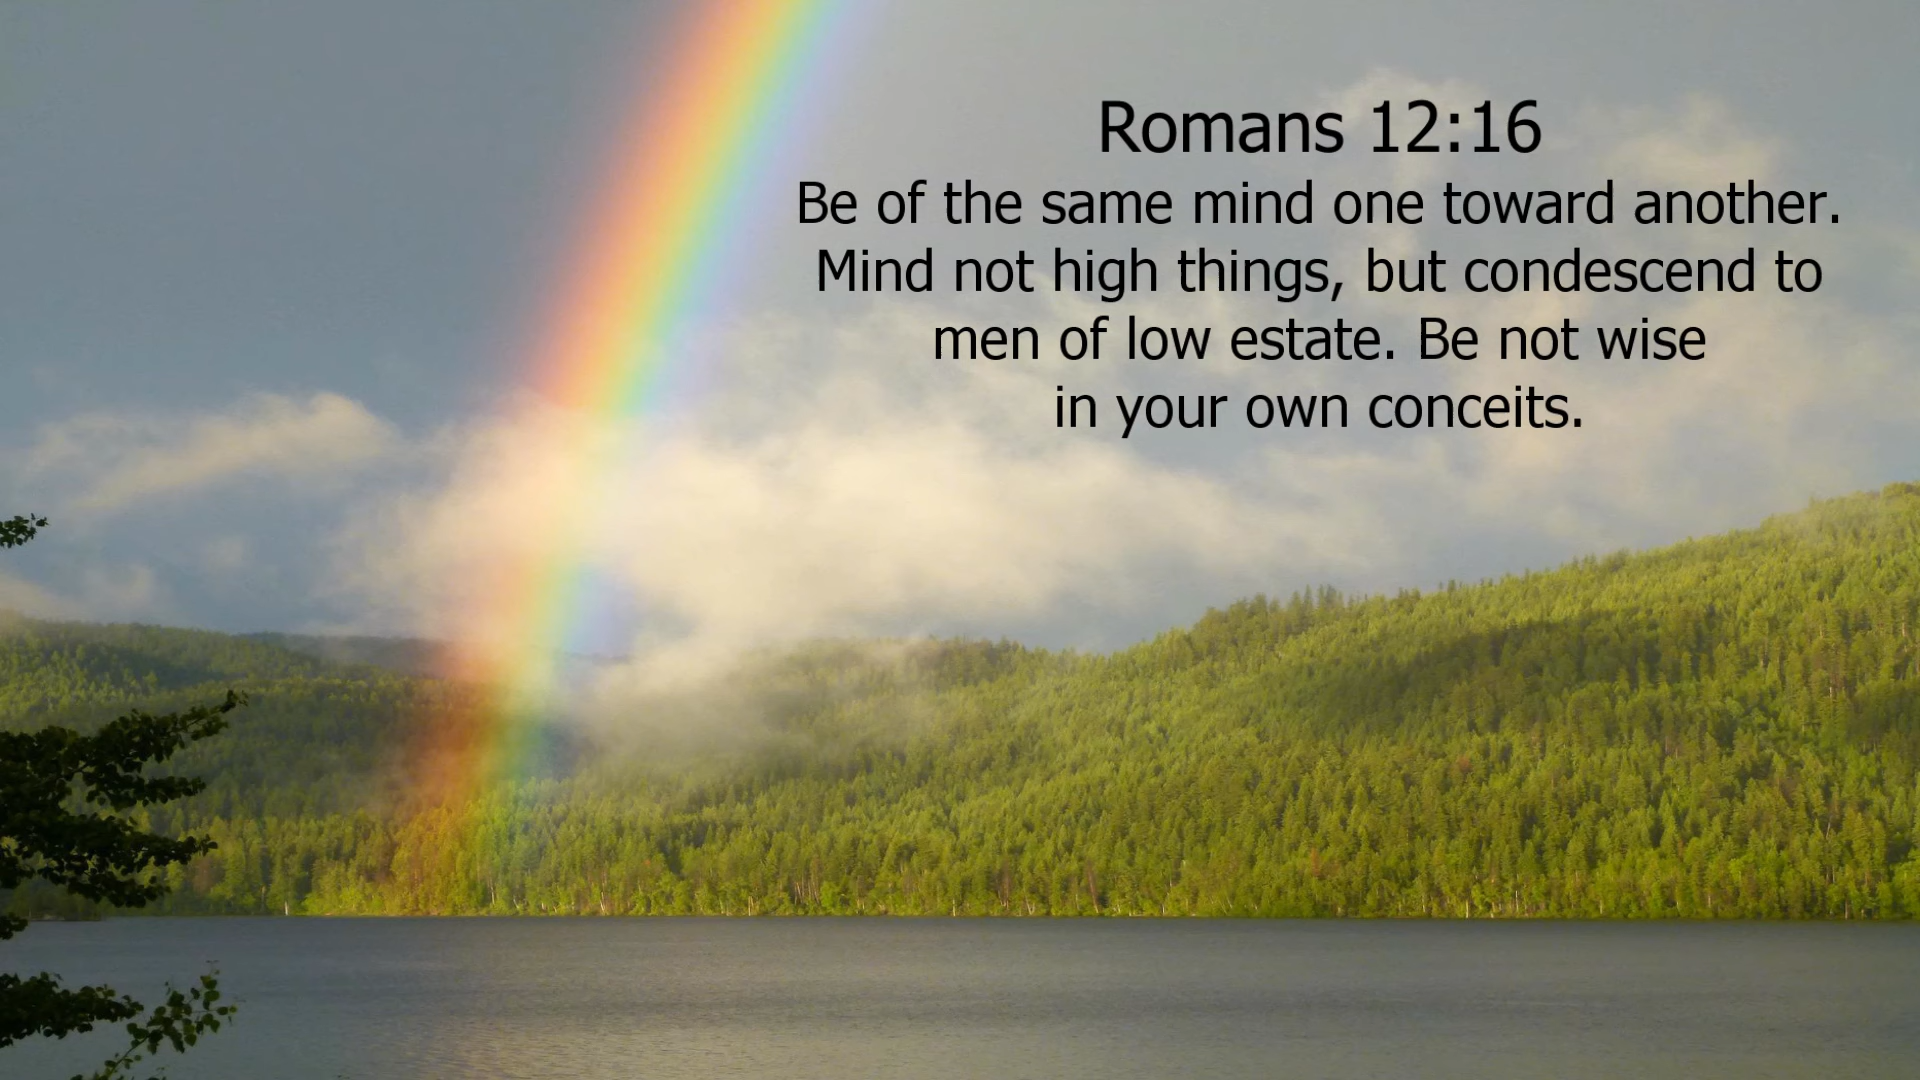 Romans 12:16
Be of the same mind one toward another.
Mind not high things, but condescend to
men of low estate. Be not wise
in your own conceits.